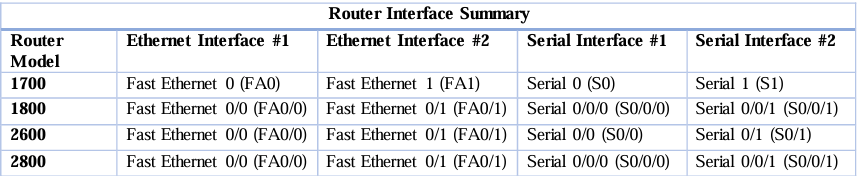 Router Interface Summary
Router Model Ethernet Interface #1 Ethernet Interface #2 Serial Interface #1 Serial Interface #2
1700 Fast Ethernet 0 (FA0) Fast Ethernet 1 (FA1) Serial 0 (S0) Serial 1 (S1)
1800 Fast Ethernet 0/0 (FA0/0) Fast Ethernet 0/1 (FA0/1) Serial 0/0/0 (S0/0/0) Serial 0/0/1 (S0/0/1)
2600 Fast Ethernet 0/0 (FA0/0) Fast Ethernet 0/1 (FA0/1) Serial 0/0 (S0/0) Serial 0/1 (S0/1)
2800 Fast Ethernet 0/0 (FA0/0) Fast Ethernet 0/1 (FA0/1) Serial 0/0/0 (S0/0/0) Serial 0/0/1 (S0/0/1)